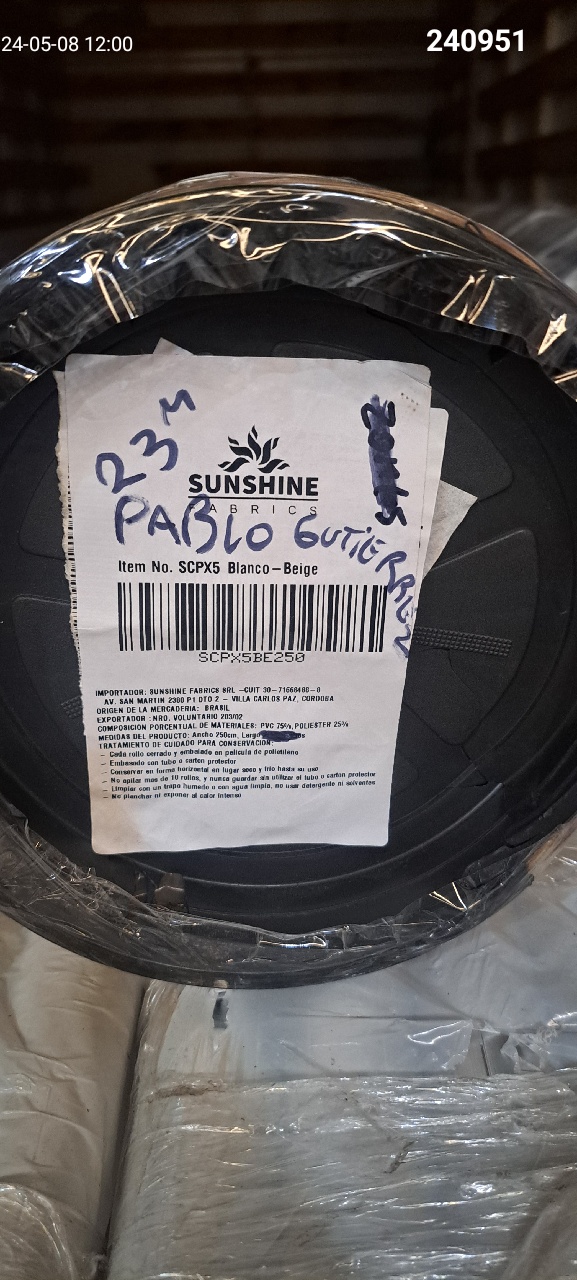 24-05-08 12:00
240951
23M
SUNSHINE
FABRICS
PABLO GUTIERREZ
Item No. SCPX5 Blanco-Beige
SCPX5BE250
IMPORTADOR: SUNSHINE FABRICS SRL -CUIT 30-71666488-8
AV. SAN MARTIN 2300 P1 DTO 2 - VILLA CARLOS PAZ, CORDOBA
ORIGEN DE LA MERCADERIA: BRASIL
EXPORTADOR: NRO. VOLUNTARIO 203/02
COMPOSICION PORCENTUAL DE MATERIALES: PVC 75%, POLIESTER 25%
MEDIDAS DEL PRODUCTO: Ancho 250cm, Largo
TRATAMIENTO DE CUIDADO PARA CONSERVACION:
- Cada rollo cerrado y embalado en pelicula de polietileno
- Embasado con tubo o carton protector
- Conservar en forma horizontal en lugar seco y frio hasta su uso
- No apilar mas de 10 rollos, y nunca guardar sin utilizar el tubo o carton protector
- Limpiar con un trapo humedo o con agua limpia, no usar detergente ni solventes
- No planchar ni exponer al calor intenso